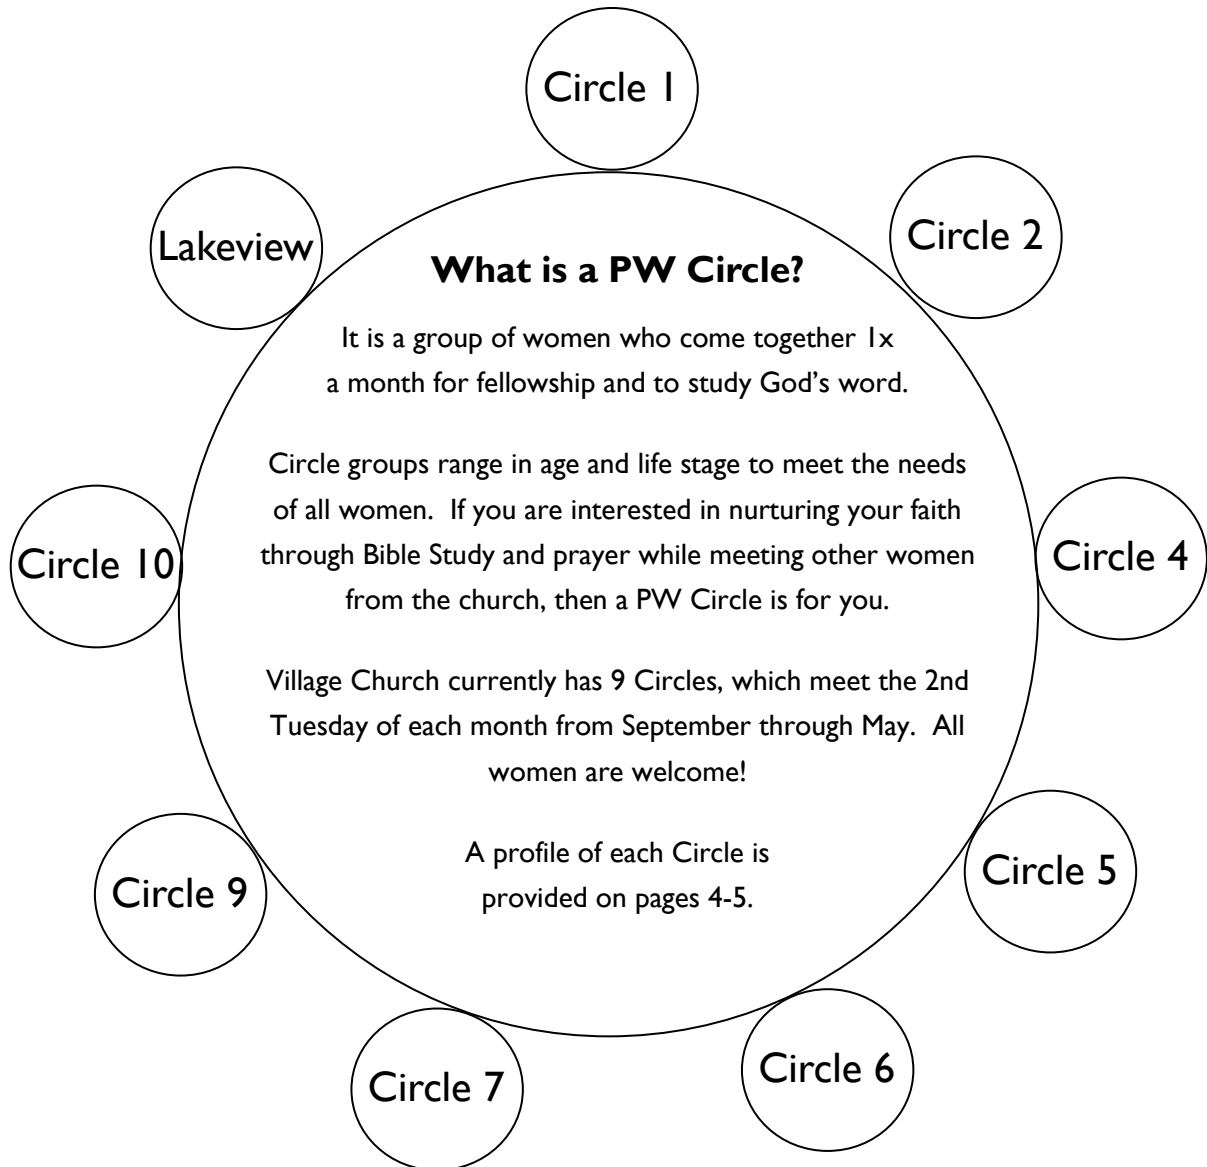 Circle 1
Circle 2
Lakeview
What is a PW Circle?
It is a group of women who come together 1x
a month for fellowship and to study God’s word.
Circle groups range in age and life stage to meet the needs
of all women.  If you are interested in nurturing your faith
through Bible Study and prayer while meeting other women
from the church, then a PW Circle is for you.
Circle 10
Circle 4
Village Church currently has 9 Circles, which meet the 2nd
Tuesday of each month from September through May.  All
women are welcome!
A profile of each Circle is
provided on pages 4-5.
Circle 5
Circle 9
Circle 6
Circle 7